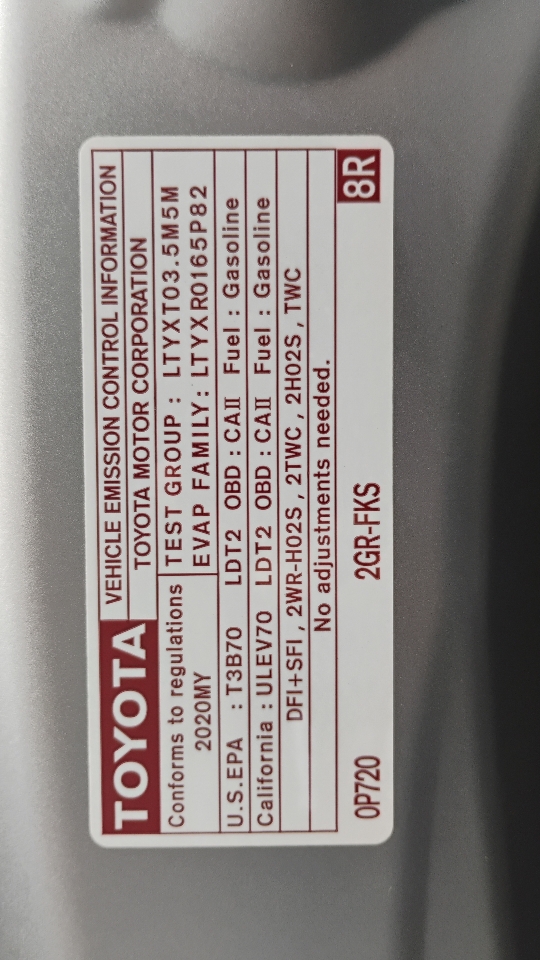 TOYOTA
VEHICLE EMISSION CONTROL INFORMATION
TOYOTA MOTOR CORPORATION
Conforms to regulations
2020MY
TEST GROUP : LTYXT03.5M5M
EVAP FAMILY: LTYXR0165P82
U.S.EPA : T3B70 LDT2 OBD : CAII Fuel : Gasoline
California : ULEV70 LDT2 OBD : CAII Fuel : Gasoline
DFI+SFI , 2WR-HO2S , 2TWC , 2HO2S , TWC
No adjustments needed.
0P720 2GR-FKS 8R